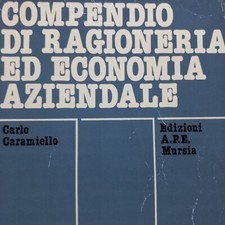 COMPENDIO
DI RAGIONERIA
ED ECONOMIA
AZIENDALE
Carlo
Caramiello
Edizioni
A.P.E.
Mursia